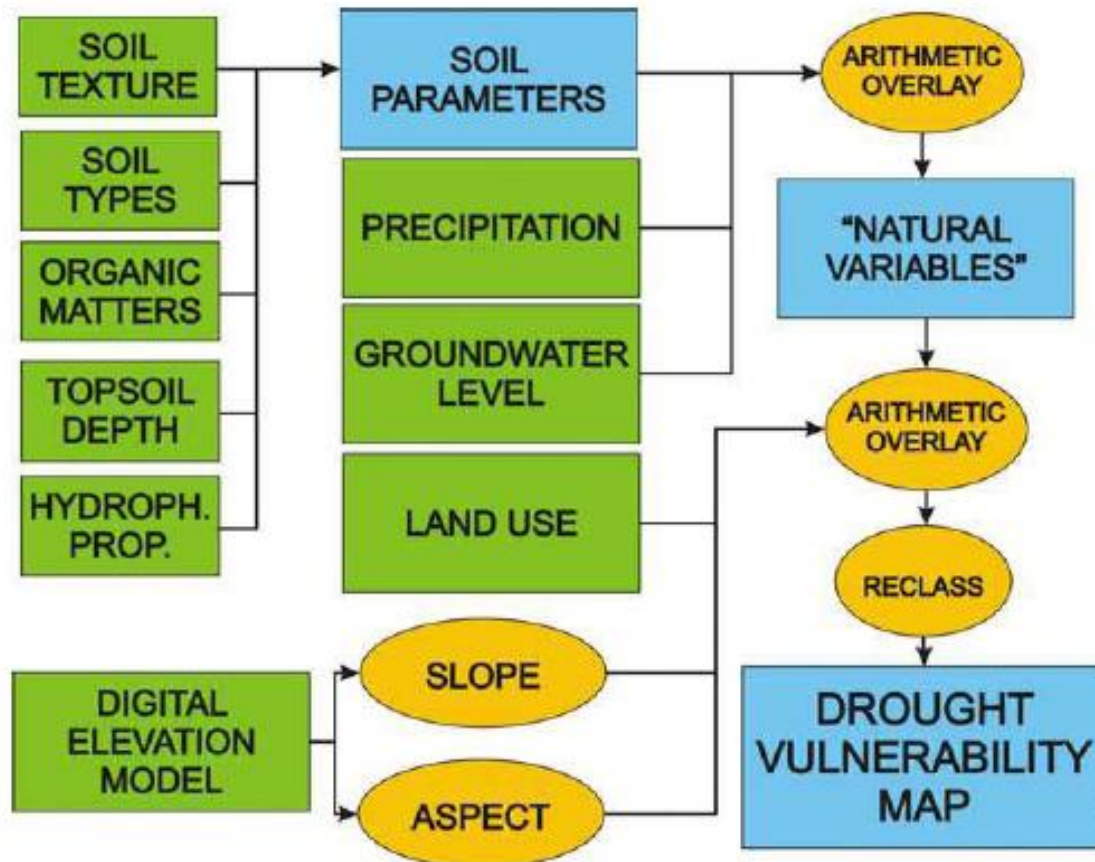 SOIL
TEXTURE
SOIL
TYPES
ORGANIC
MATTERS
TOPSOIL
DEPTH
HYDROPH.
PROP.
SOIL
PARAMETERS
PRECIPITATION
GROUNDWATER
LEVEL
LAND USE
DIGITAL
ELEVATION
MODEL
SLOPE
ASPECT
ARITHMETIC
OVERLAY
“NATURAL
VARIABLES”
ARITHMETIC
OVERLAY
RECLASS
DROUGHT
VULNERABILITY
MAP